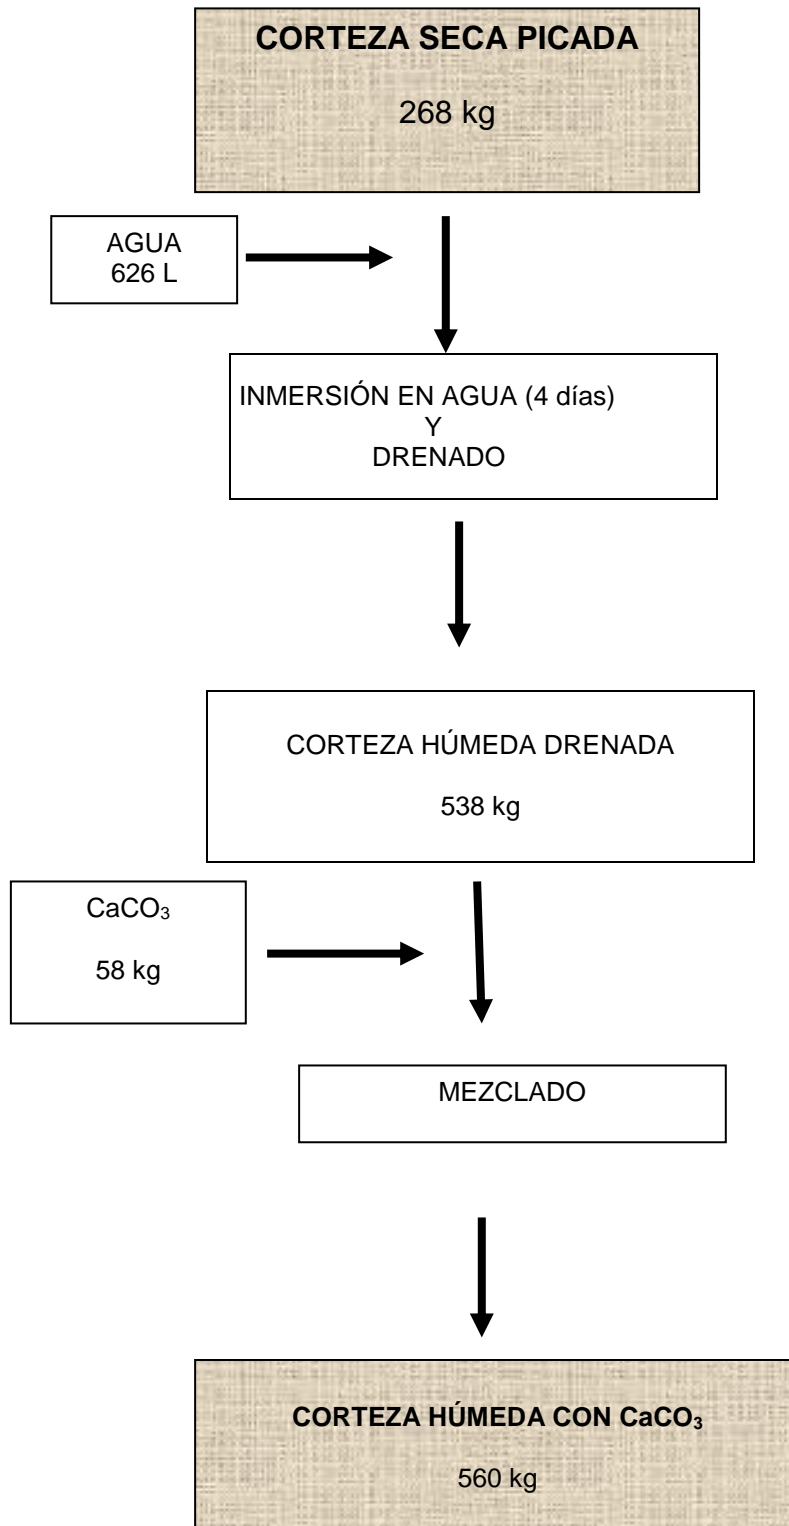 CORTEZA SECA PICADA
268 kg
AGUA
626 L
INMERSIÓN EN AGUA (4 días)
Y
DRENADO
CORTEZA HÚMEDA DRENADA
538 kg
CaCO₃
58 kg
MEZCLADO
CORTEZA HÚMEDA CON CaCO₃
560 kg